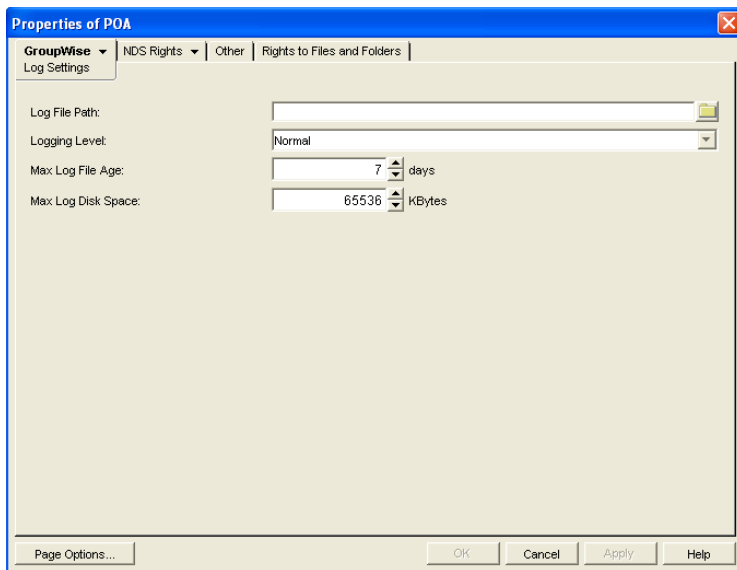 Properties of POA
GroupWise NDS Rights Other Rights to Files and Folders
Log Settings
Log File Path:
Logging Level: Normal
Max Log File Age: 7 days
Max Log Disk Space: 65536 KBytes
Page Options... OK Cancel Apply Help